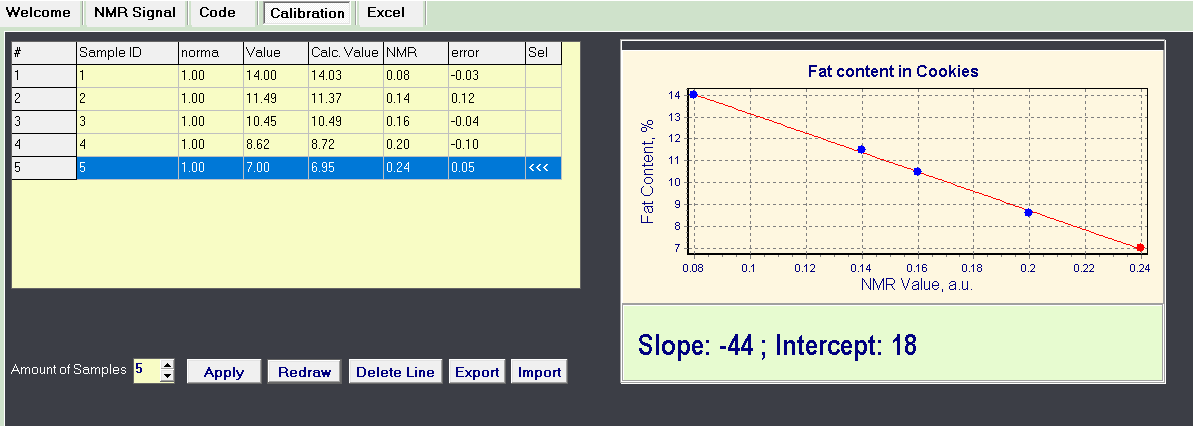 Welcome NMR Signal Code Calibration Excel
# Sample ID norma Value Calc. Value NMR error Sel
1 1 1.00 14.00 14.03 0.08 -0.03
2 2 1.00 11.49 11.37 0.14 0.12
3 3 1.00 10.45 10.49 0.16 -0.04
4 4 1.00 8.62 8.72 0.20 -0.10
5 5 1.00 7.00 6.95 0.24 0.05 <<<
Amount of Samples 5 Apply Redraw Delete Line Export Import
Fat content in Cookies
Fat Content, %
14
13
12
11
10
9
8
7
0.08 0.1 0.12 0.14 0.16 0.18 0.2 0.22 0.24
NMR Value, a.u.
Slope: -44 ; Intercept: 18